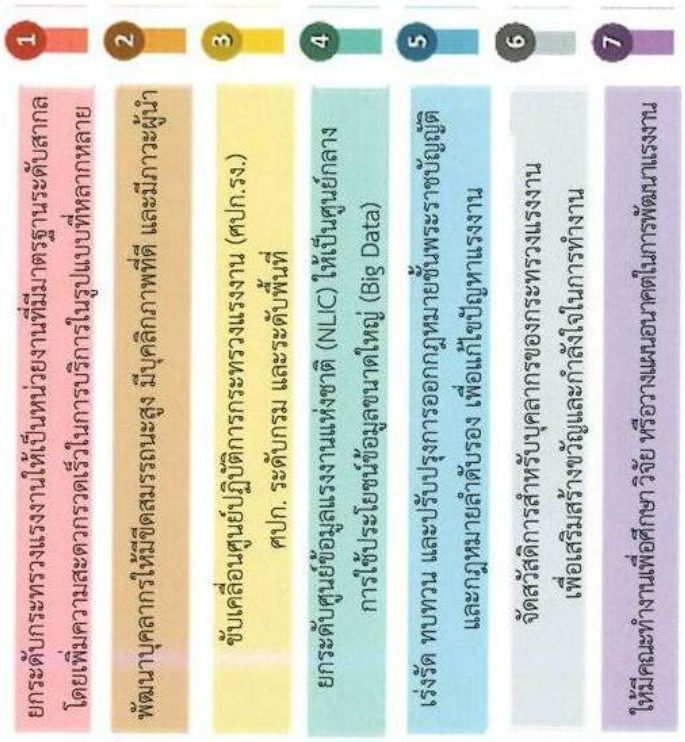 1
ยกระดับกระทรวงแรงงานให้เป็นหน่วยงานที่มีมาตรฐานระดับสากล
โดยเพิ่มความสะดวกรวดเร็วในการบริการในรูปแบบที่หลากหลาย
2
พัฒนาบุคลากรให้มีขีดสมรรถนะสูง มีบุคลิกภาพที่ดี และมีภาวะผู้นำ
3
ขับเคลื่อนศูนย์ปฏิบัติการกระทรวงแรงงาน (ศปก.รง.)
ศปก. ระดับกรม และระดับพื้นที่
4
ยกระดับศูนย์ข้อมูลแรงงานแห่งชาติ (NLIC) ให้เป็นศูนย์กลาง
การใช้ประโยชน์ข้อมูลขนาดใหญ่ (Big Data)
5
เร่งรัด ทบทวน และปรับปรุงการออกกฎหมายชั้นพระราชบัญญัติ
และกฎหมายลำดับรอง เพื่อแก้ไขปัญหาแรงงาน
6
จัดสวัสดิการสำหรับบุคลากรของกระทรวงแรงงาน
เพื่อเสริมสร้างขวัญและกำลังใจในการทำงาน
7
ให้มีคณะทำงานเพื่อศึกษา วิจัย หรือวางแผนอนาคตในการพัฒนาแรงงาน